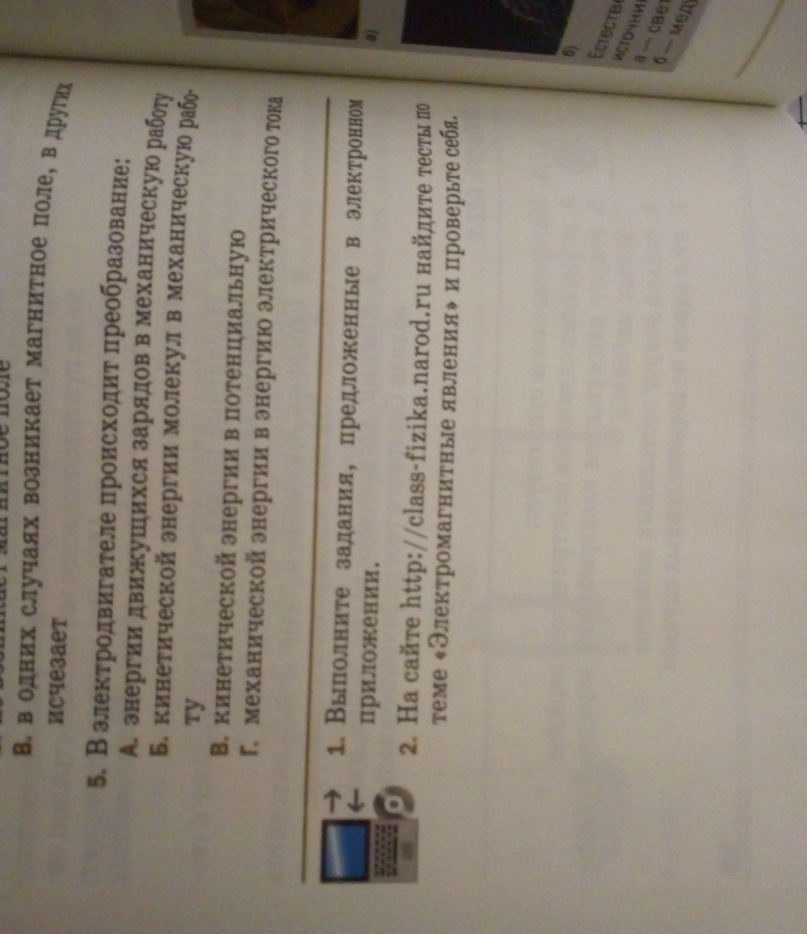 В. в одних случаях возникает магнитное поле, в других
исчезает
5. В электродвигателе происходит преобразование:
А. энергии движущихся зарядов в механическую работу
Б. кинетической энергии молекул в механическую рабо-
ту
В. кинетической энергии в потенциальную
Г. механической энергии в энергию электрического тока
1. Выполните задания, предложенные в электронном
приложении.
2. На сайте http://class-fizika.narod.ru найдите тесты по
теме «Электромагнитные явления» и проверьте себя.
а)
б)
а — свет